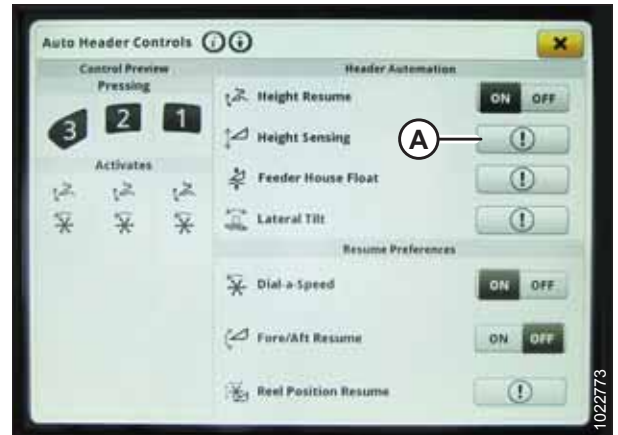 Auto Header Controls
Control Preview
Pressing
3 2 1
Activates
Header Automation
Height Resume ON OFF
Height Sensing
A
Feeder House Float
Lateral Tilt
Resume Preferences
Dial-a-Speed ON OFF
Fore/Aft Resume ON OFF
Reel Position Resume
1022773